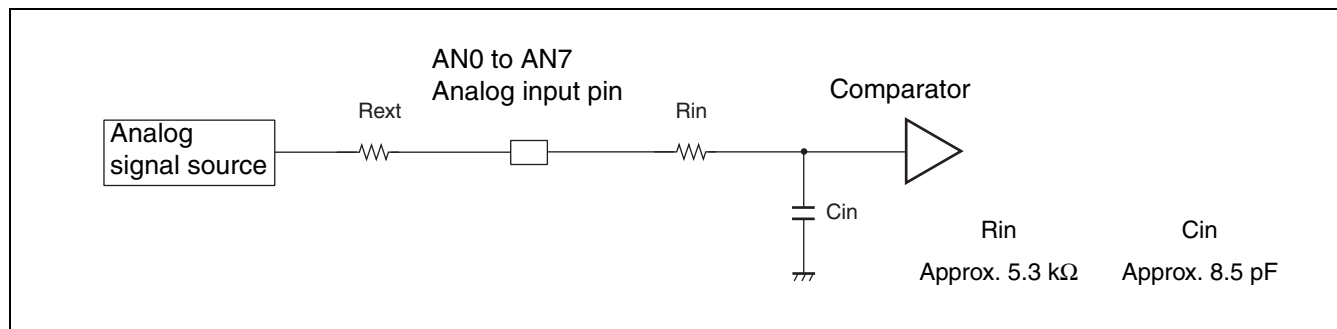 AN0 to AN7
Analog input pin
Comparator
Rext
Rin
Analog
signal source
Cin
Rin
Cin
Approx. 5.3 kΩ
Approx. 8.5 pF